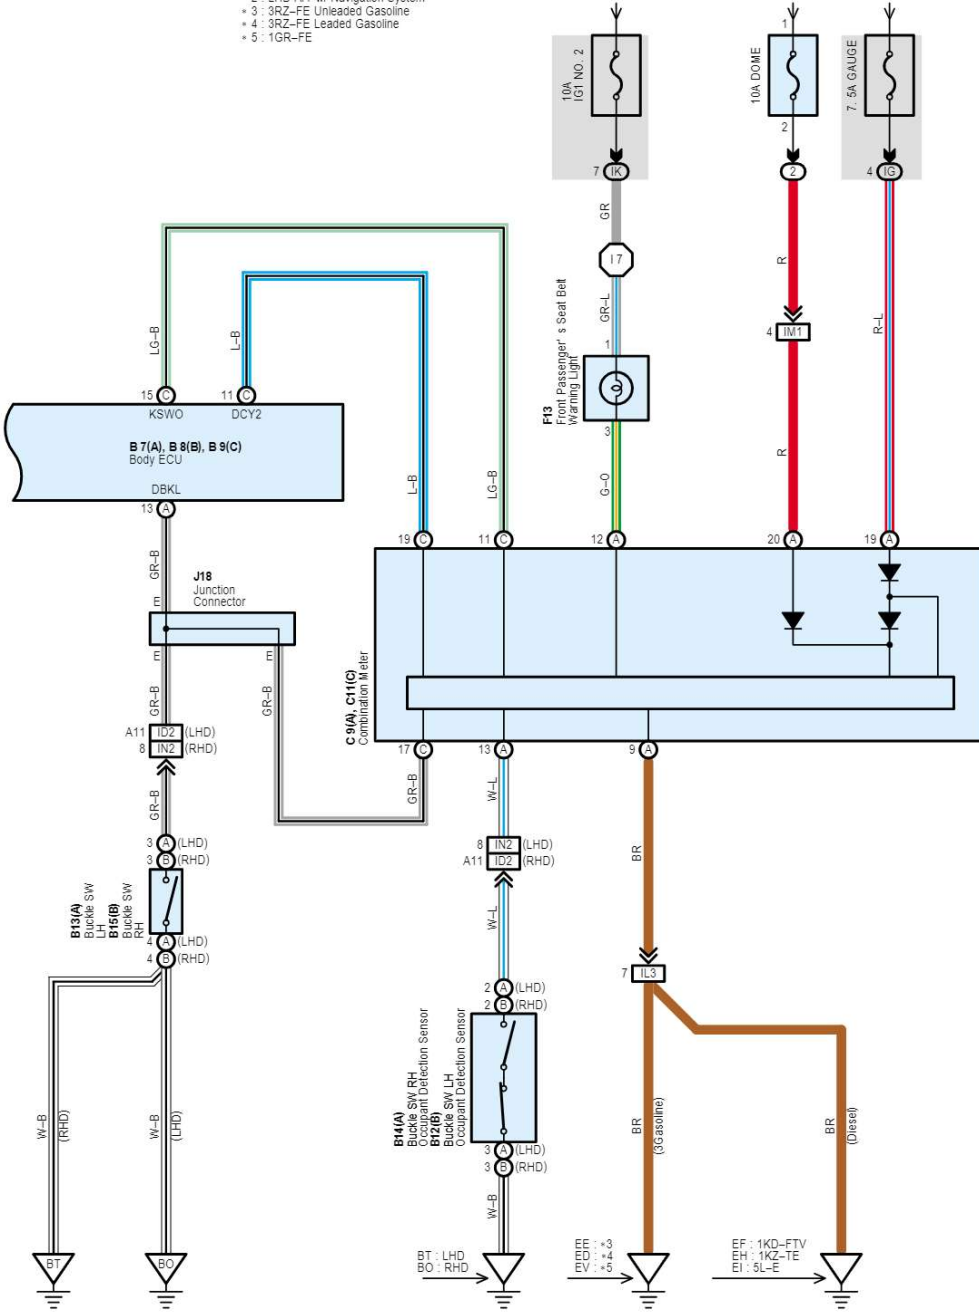 * 3 : 3RZ–FE Unleaded Gasoline
* 4 : 3RZ–FE Leaded Gasoline
* 5 : 1GR–FE
10A
IG1 NO. 2
10A DOME
7. 5A GAUGE
1
2
7 IK
2
4 IG
GR
I 7
GR–L
R
4 IM1
R–L
R
LG–B
L–B
1
F13
Front Passenger' s Seat Belt
Warning Light
3
G–O
15 C
11 C
KSWO
DCY2
B 7(A), B 8(B), B 9(C)
Body ECU
DBKL
13 A
L–B
LG–B
19 C
11 C
12 A
20 A
19 A
GR–B
J18
Junction
Connector
E
E
E
GR–B
GR–B
C 9(A), C11(C)
Combination Meter
A11 ID2 (LHD)
8 IN2 (RHD)
17 C
13 A
9 A
GR–B
GR–B
W–L
BR
3 A (LHD)
3 B (RHD)
8 IN2 (LHD)
A11 ID2 (RHD)
B13(A)
Buckle SW
LH
B15(B)
Buckle SW
RH
4 A (LHD)
4 B (RHD)
W–L
7 IL3
2 A (LHD)
2 B (RHD)
B14(A)
Buckle SW RH
Occupant Detection Sensor
B12(B)
Buckle SW LH
Occupant Detection Sensor
W–B
(RHD)
W–B
(LHD)
3 A (LHD)
3 B (RHD)
W–B
BR
(3Gasoline)
BR
(Diesel)
BT
BO
BT : LHD
BO : RHD
EE : *3
ED : *4
EV : *5
EF : 1KD–FTV
EH : 1KZ–TE
EI : 5L–E